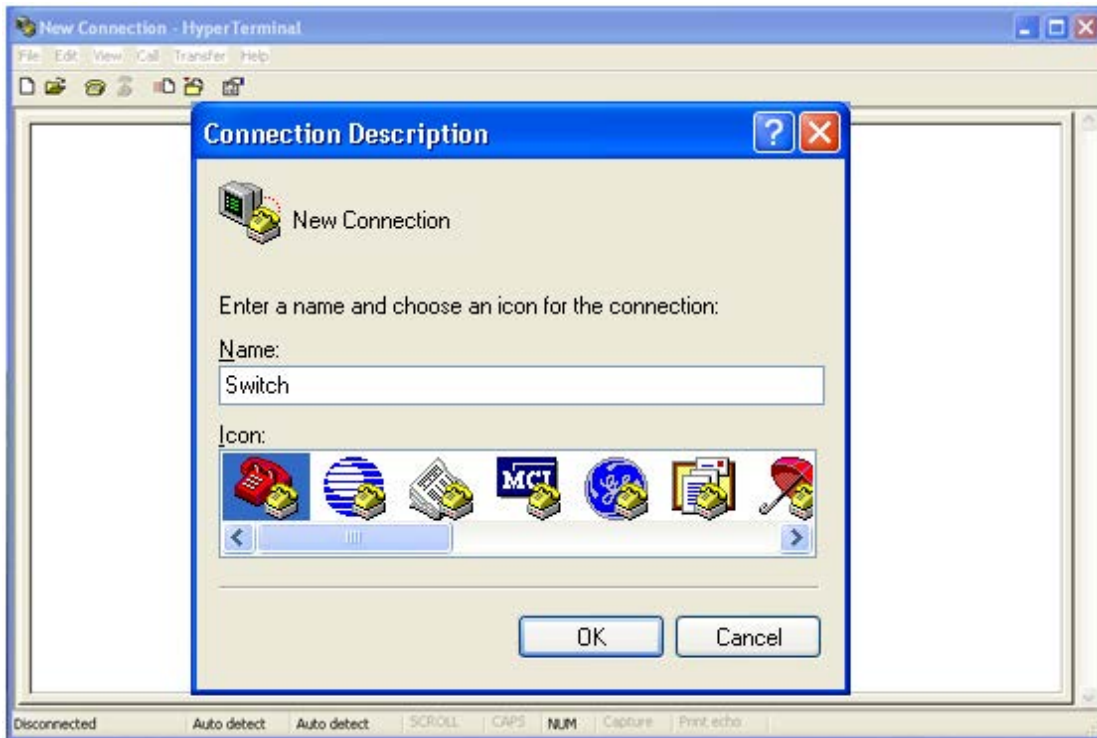 New Connection - HyperTerminal
File Edit View Call Transfer Help
Connection Description
New Connection
Enter a name and choose an icon for the connection:
Name:
Switch
Icon:
MCI
OK Cancel
Disconnected Auto detect Auto detect SCROLL CAPS NUM Capture Print echo